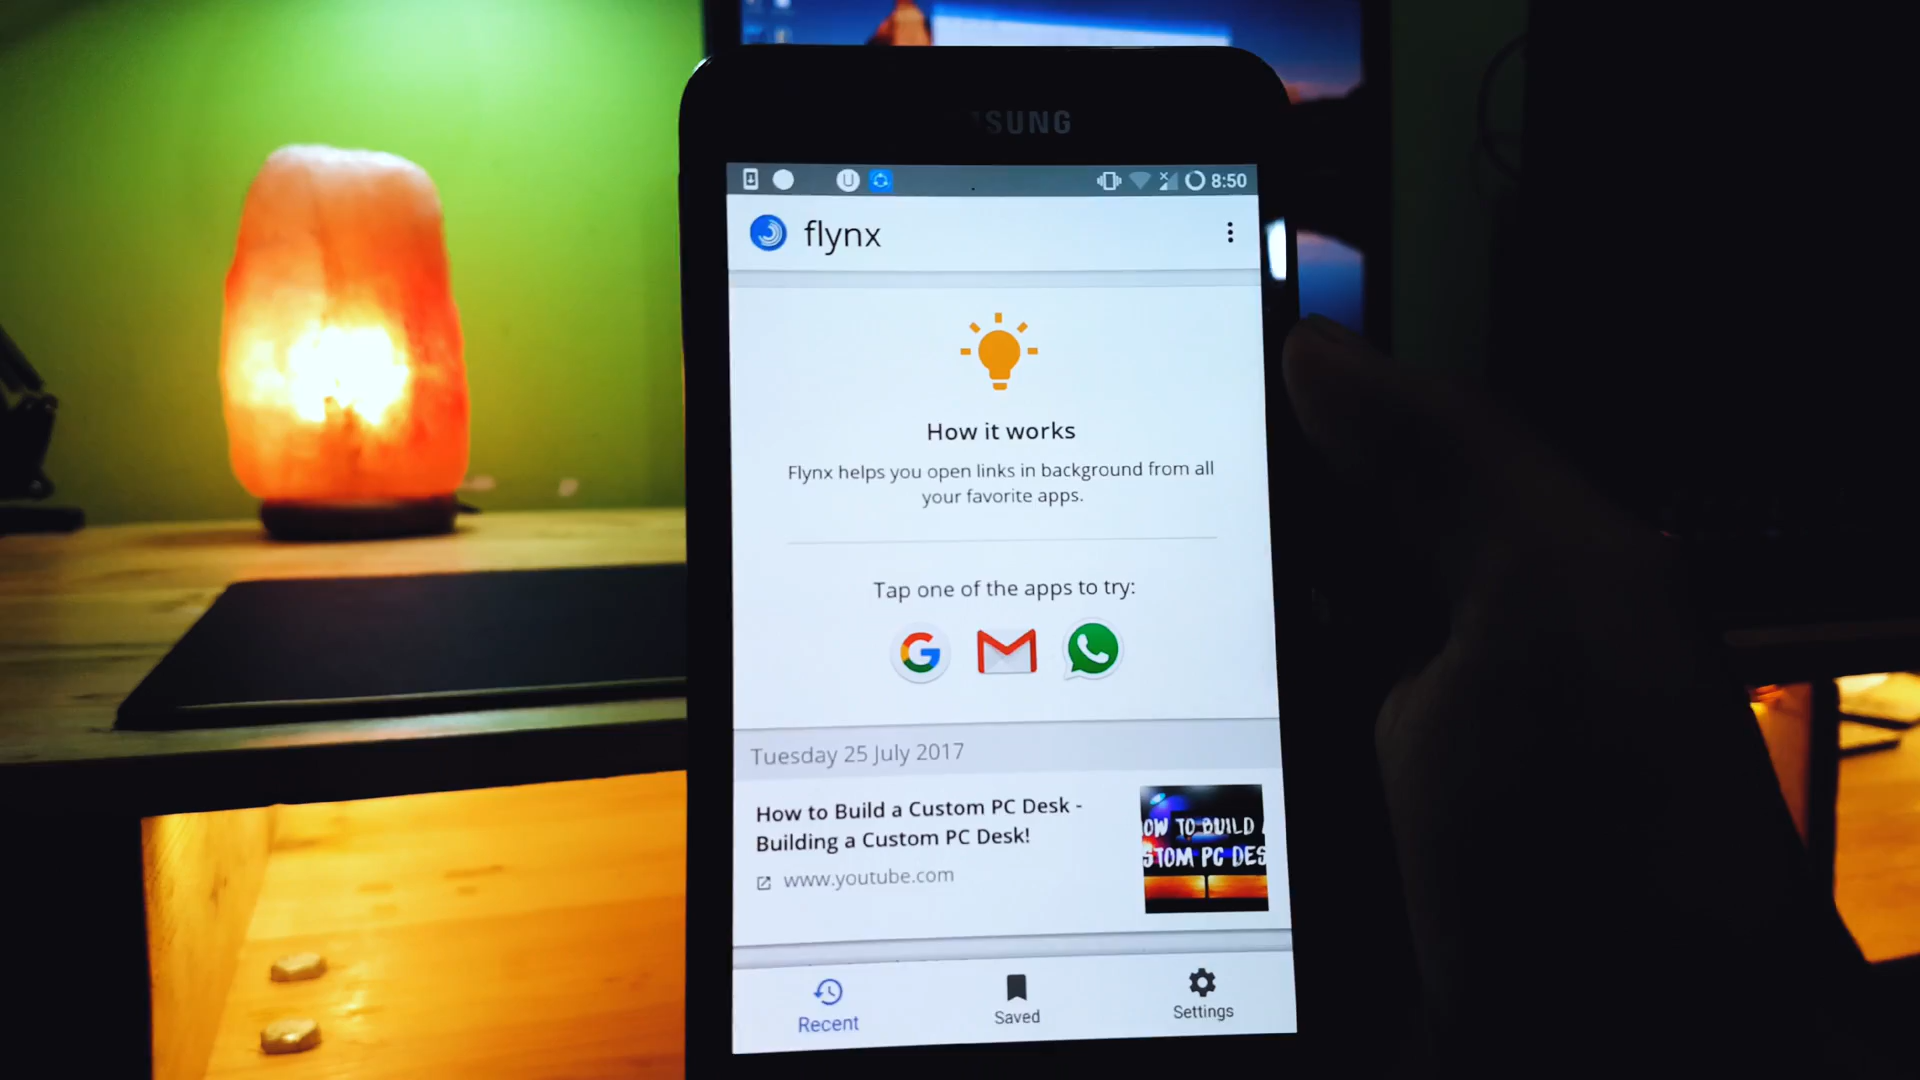 SUNG
U 8:50
flynx
How it works
Flynx helps you open links in background from all
your favorite apps.
Tap one of the apps to try:
G
Tuesday 25 July 2017
How to Build a Custom PC Desk -
Building a Custom PC Desk!
www.youtube.com
OW TO BUILD
STOM PC DES
Recent
Saved
Settings